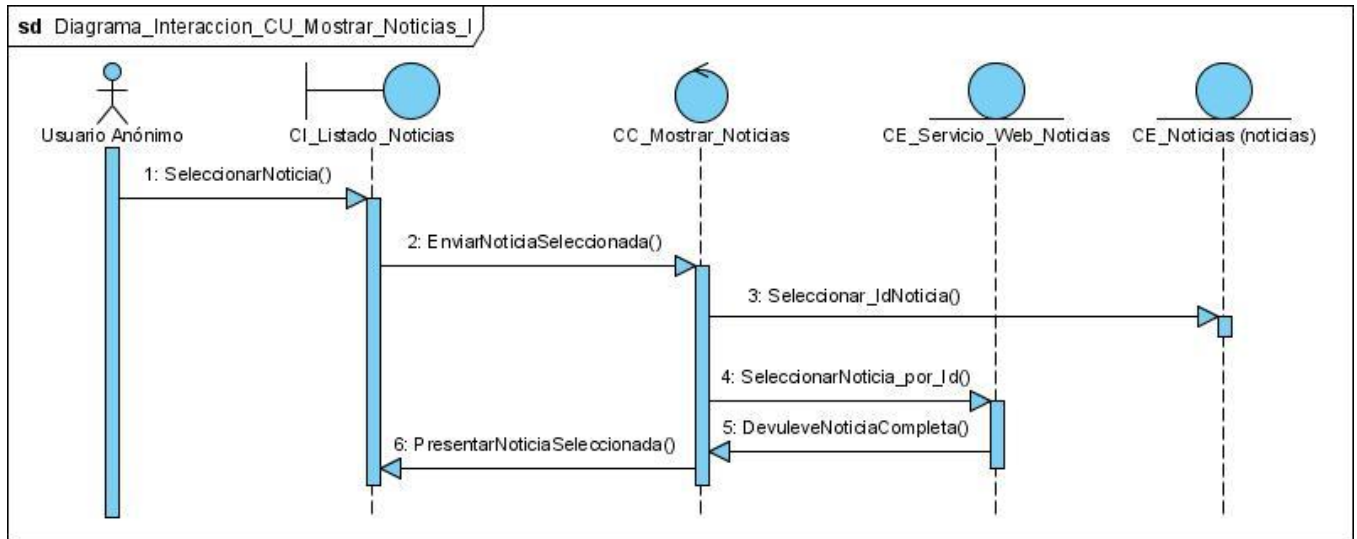 sd Diagrama_Interaccion_CU_Mostrar_Noticias_I
Usuario Anónimo
CI_Listado_Noticias
CC_Mostrar_Noticias
CE_Servicio_Web_Noticias
CE_Noticias (noticias)
1: SeleccionarNoticia()
2: EnviarNoticiaSeleccionada()
3: Seleccionar_IdNoticia()
4: SeleccionarNoticia_por_Id()
5: DevuleveNoticiaCompleta()
6: PresentarNoticiaSeleccionada()